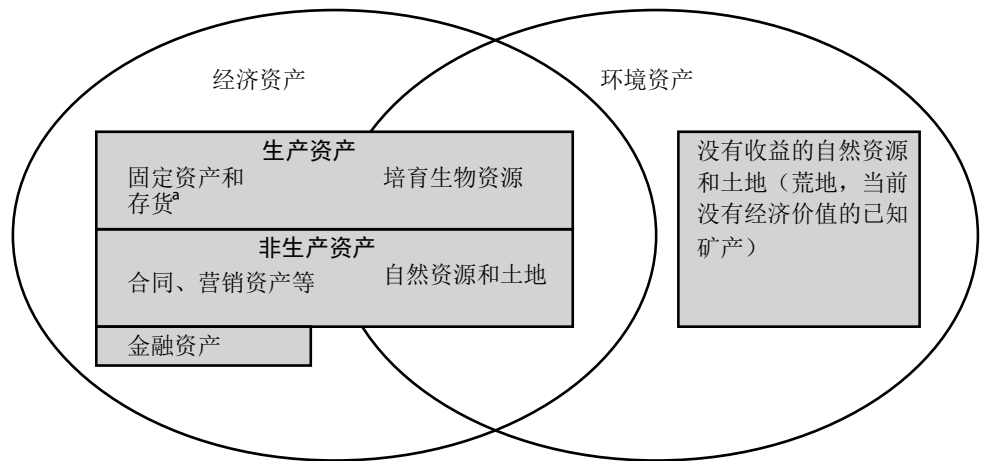 经济资产
环境资产
生产资产
固定资产和
存货a
培育生物资源
非生产资产
合同、营销资产等
自然资源和土地
金融资产
没有收益的自然资源
和土地（荒地，当前
没有经济价值的已知
矿产）